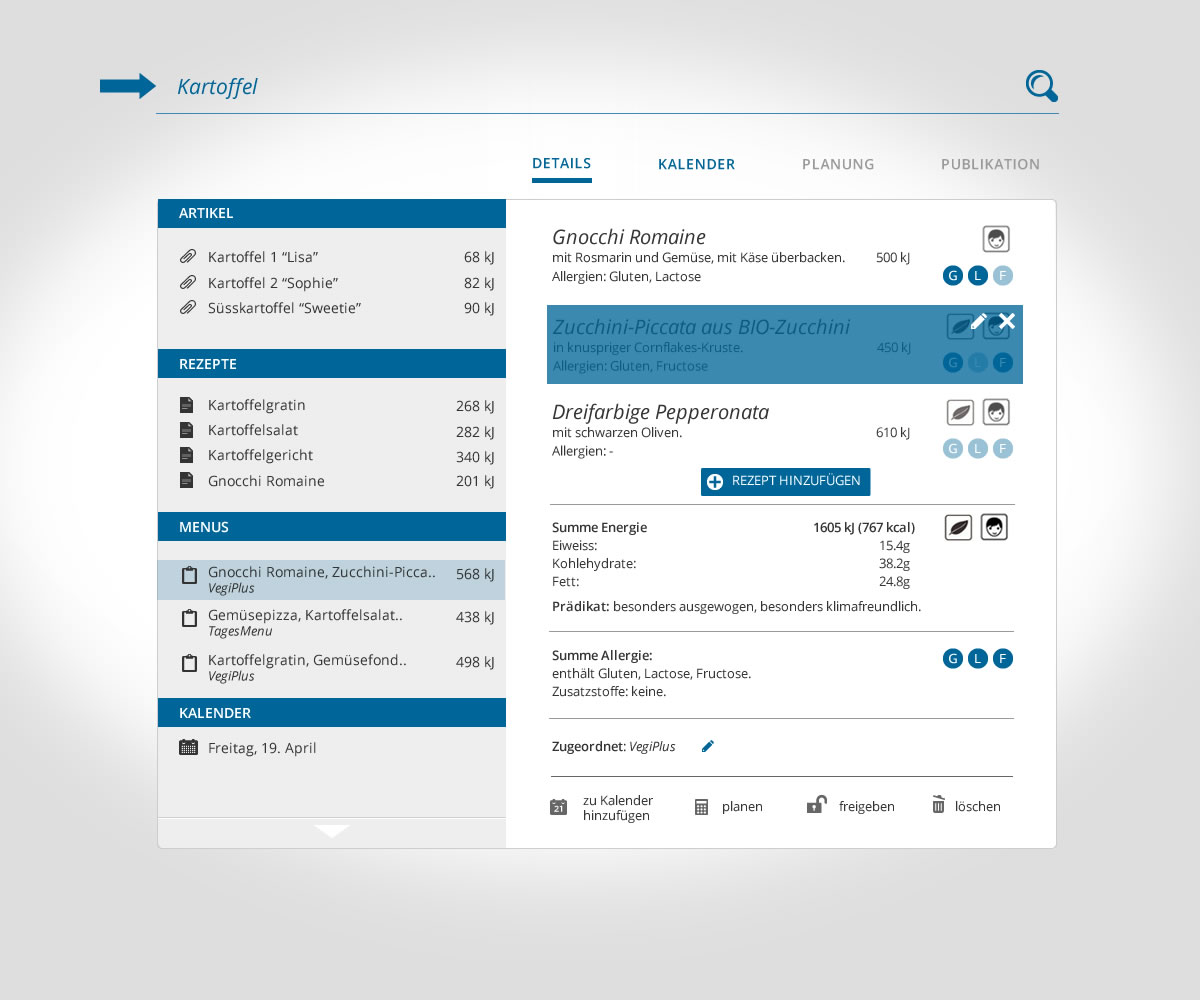 Kartoffel
DETAILS
KALENDER
PLANUNG
PUBLIKATION
ARTIKEL
Kartoffel 1 “Lisa” 68 kJ
Kartoffel 2 “Sophie” 82 kJ
Süsskartoffel “Sweetie” 90 kJ
REZEPTE
Kartoffelgratin 268 kJ
Kartoffelsalat 282 kJ
Kartoffelgericht 340 kJ
Gnocchi Romaine 201 kJ
MENUS
Gnocchi Romaine, Zucchini-Picca.. 568 kJ
VegiPlus
Gemüsepizza, Kartoffelsalat.. 438 kJ
TagesMenu
Kartoffelgratin, Gemüsefond.. 498 kJ
VegiPlus
KALENDER
Freitag, 19. April
Gnocchi Romaine
mit Rosmarin und Gemüse, mit Käse überbacken. 500 kJ
Allergien: Gluten, Lactose G L F
Zucchini-Piccata aus BIO-Zucchini
in knuspriger Cornflakes-Kruste. 450 kJ
Allergien: Gluten, Fructose G L F
Dreifarbige Pepperonata
mit schwarzen Oliven. 610 kJ
Allergien: - G L F
REZEPT HINZUFÜGEN
Summe Energie 1605 kJ (767 kcal)
Eiweiss: 15.4g
Kohlehydrate: 38.2g
Fett: 24.8g
Prädikat: besonders ausgewogen, besonders klimafreundlich.
Summe Allergie: G L F
enthält Gluten, Lactose, Fructose.
Zusatzstoffe: keine.
Zugeordnet: VegiPlus
21
zu Kalender
hinzufügen
planen
freigeben
löschen